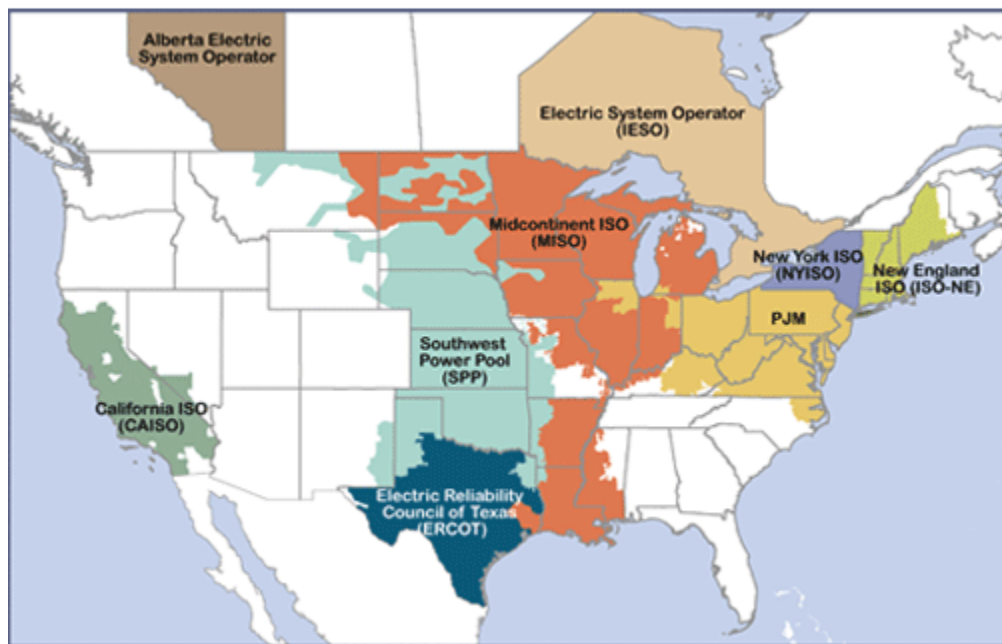 Alberta Electric
System Operator
Electric System Operator
(IESO)
Midcontinent ISO
(MISO)
New York ISO
(NYISO)
New England
ISO (ISO-NE)
PJM
Southwest
Power Pool
(SPP)
California ISO
(CAISO)
Electric Reliability
Council of Texas
(ERCOT)